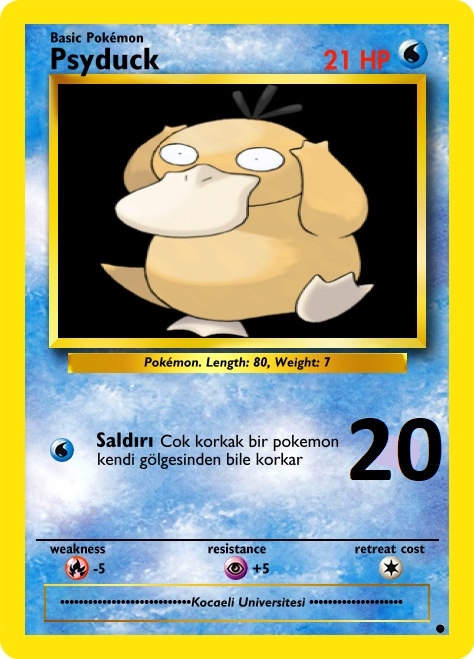 Basic Pokémon
Psyduck 21 HP
Pokémon. Length: 80, Weight: 7
Saldırı Cok korkak bir pokemon 20
kendi gölgesinden bile korkar
weakness resistance retreat cost
-5 +5
••••••••••••••••••••••••••••Kocaeli Universitesi ••••••••••••••••••••